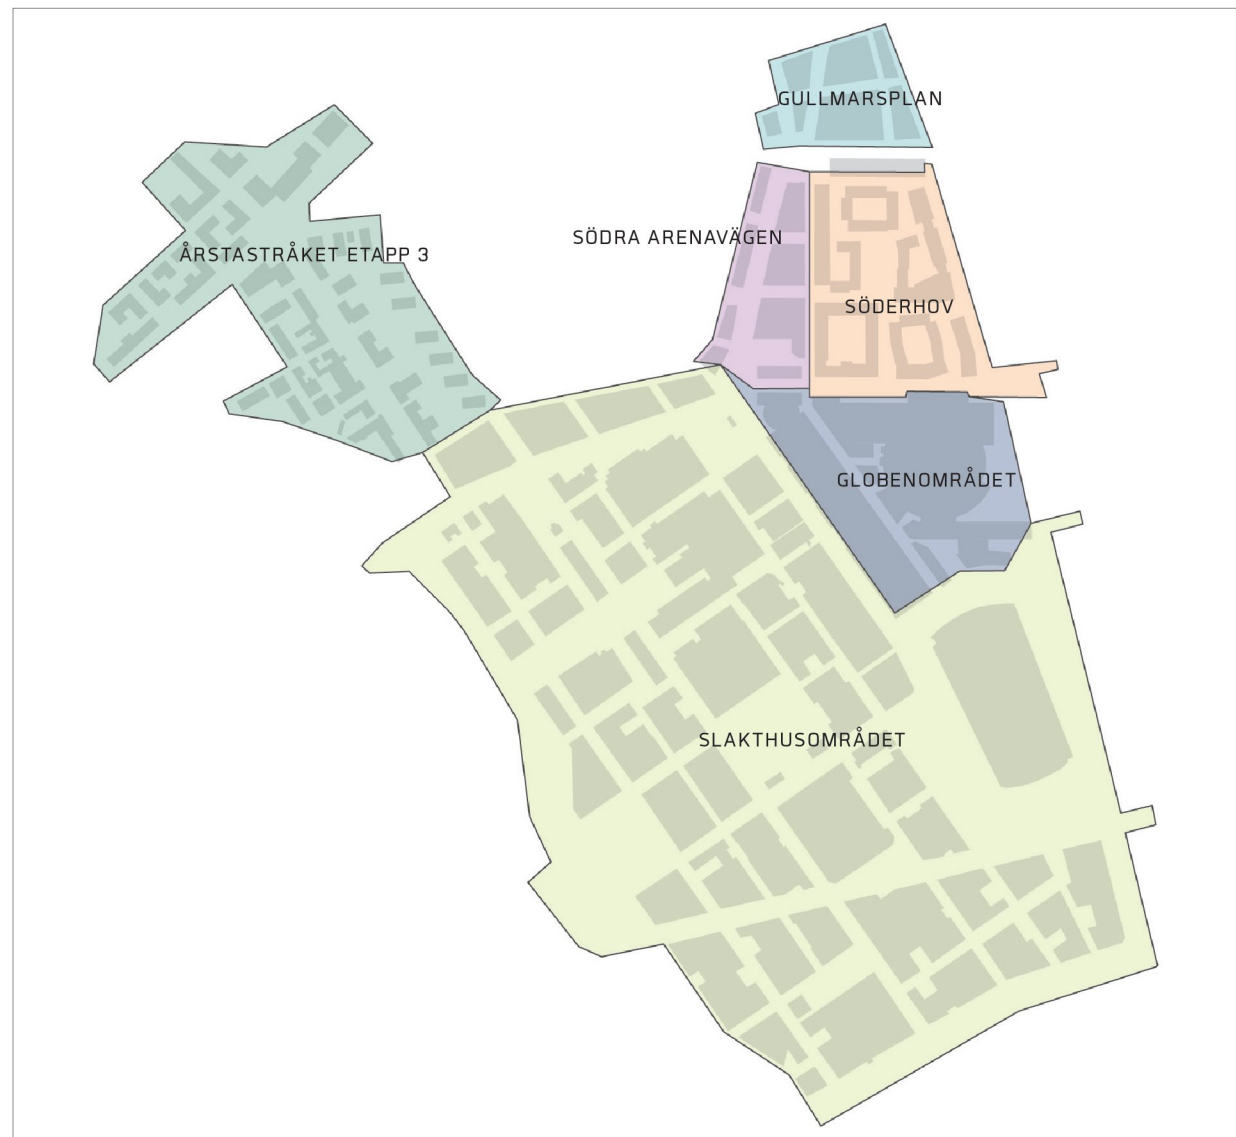 GULLMARSPLAN
SÖDRA ARENAVÄGEN
ÅRSTASTRÅKET ETAPP 3
SÖDERHOV
GLOBENOMRÅDET
SLAKTHUSOMRÅDET